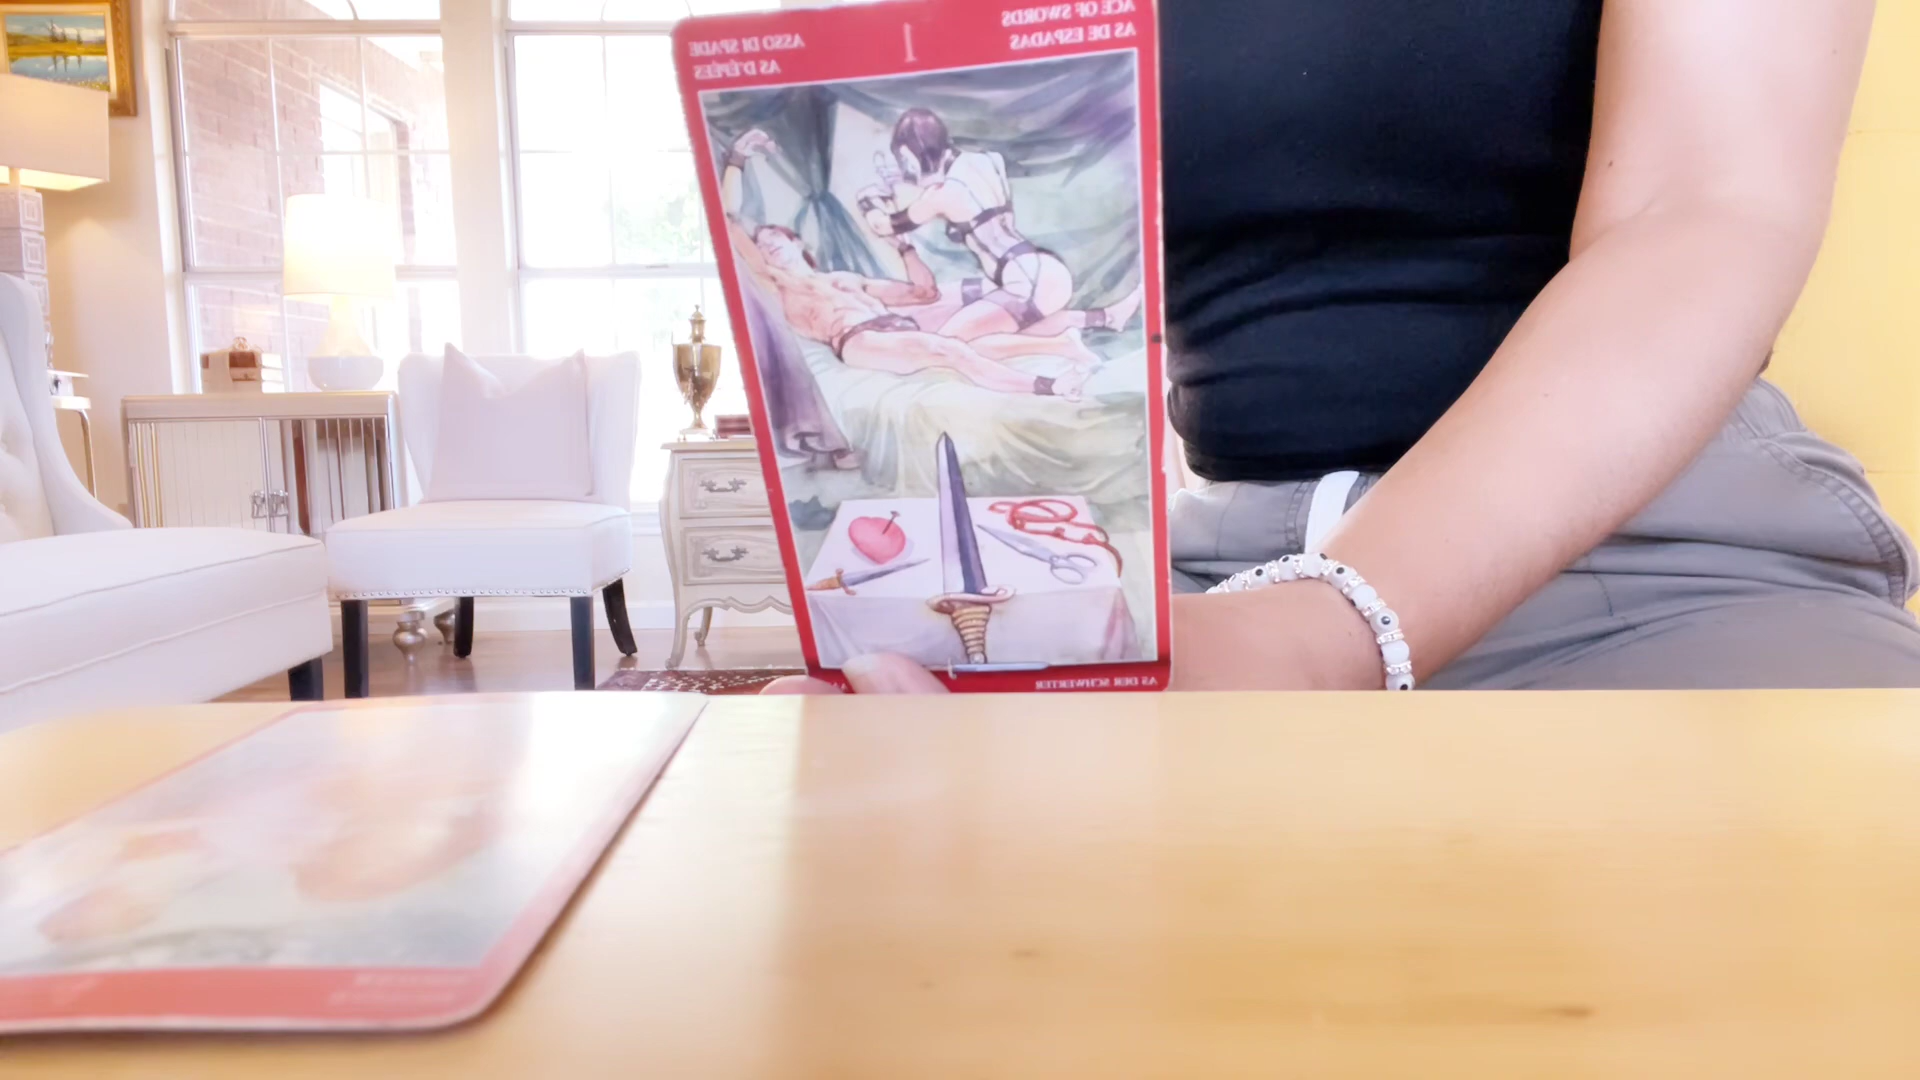 ACE OF SWORDS
AS DE ESPADAS
1
ASSO DI SPADE
AS D'ÉPÉES
AS DER SCHWERTER